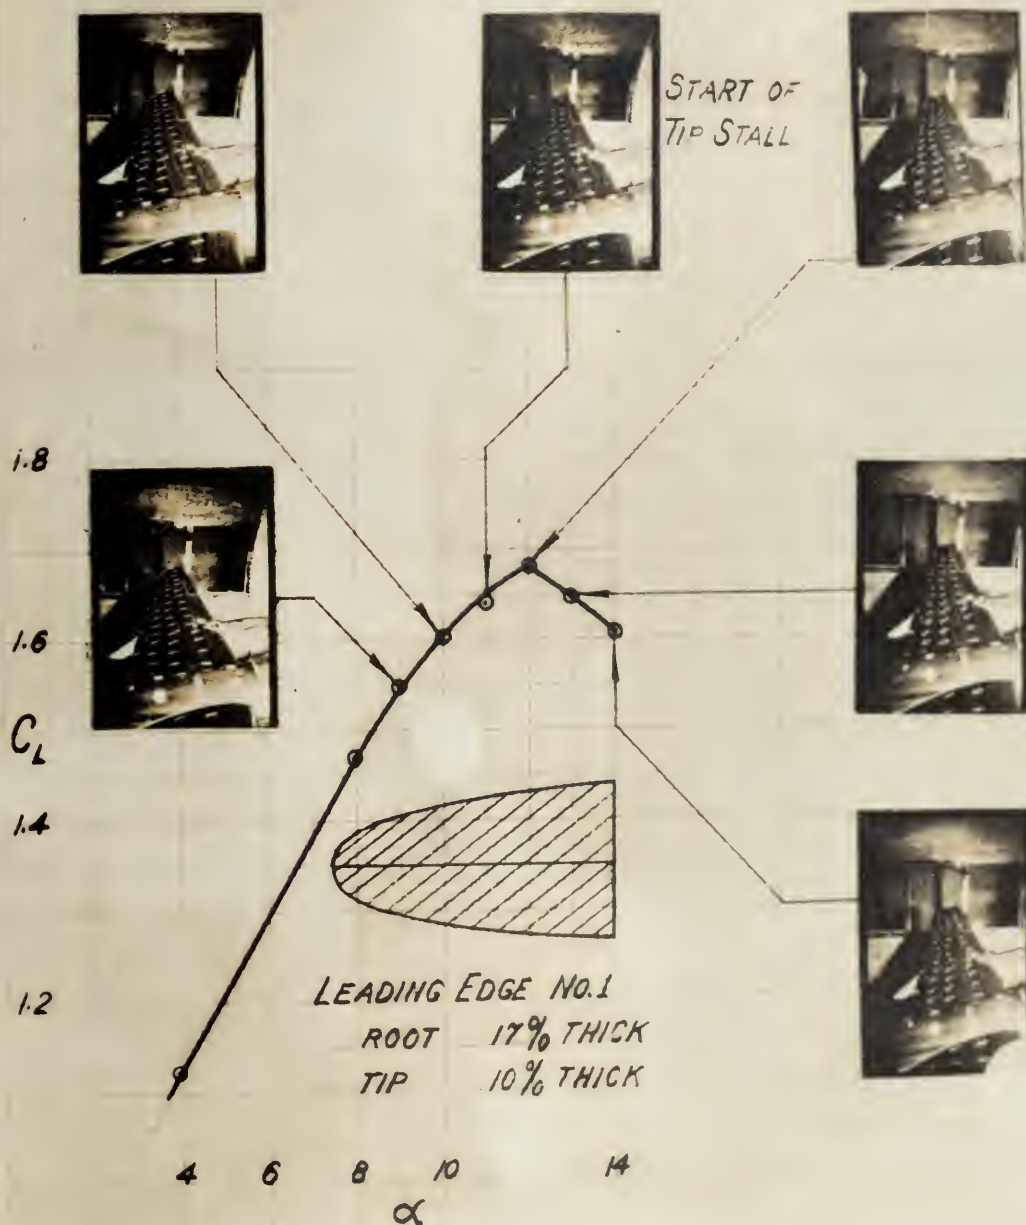 START OF
TIP STALL
1.8
1.6
C_L
1.4
1.2
LEADING EDGE NO.1
ROOT 17% THICK
TIP 10% THICK
4 6 8 10 14
α